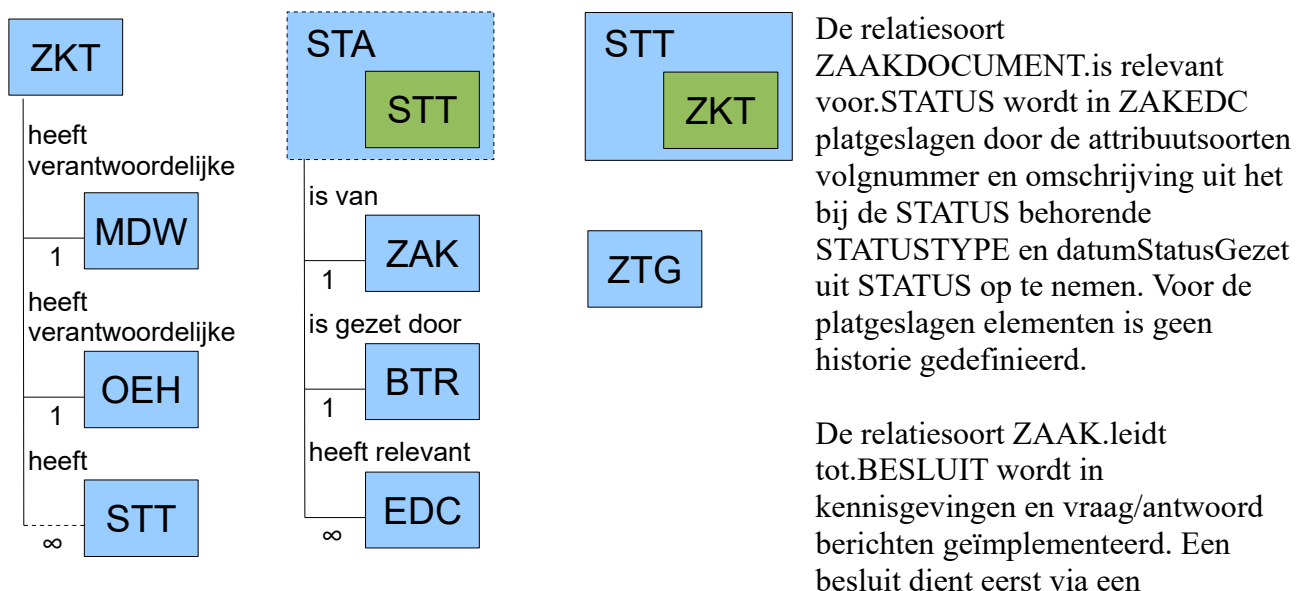 ZKT
heeft
verantwoordelijke
MDW
1
heeft
verantwoordelijke
OEH
1
heeft
STT
∞
STA
STT
is van
ZAK
1
is gezet door
BTR
1
heeft relevant
EDC
∞
STT
ZKT
ZTG
De relatiesoort
ZAAKDOCUMENT.is relevant
voor.STATUS wordt in ZAKEDC
platgeslagen door de attribuutsoorten
volgnummer en omschrijving uit het
bij de STATUS behorende
STATUSTYPE en datumStatusGezet
uit STATUS op te nemen. Voor de
platgeslagen elementen is geen
historie gedefinieerd.
De relatiesoort ZAAK.leidt
tot.BESLUIT wordt in
kennisgevingen en vraag/antwoord
berichten geïmplementeerd. Een
besluit dient eerst via een